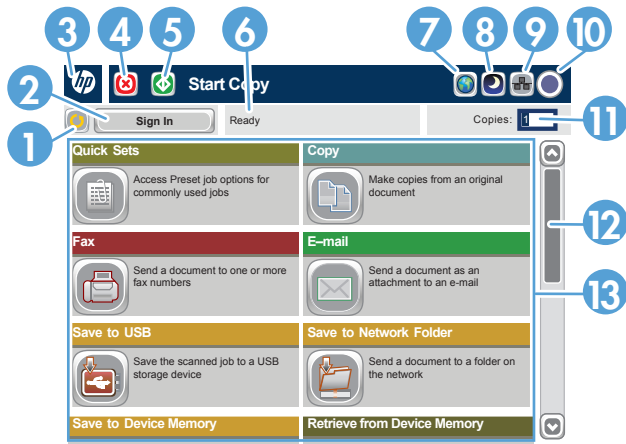 3 4 5 6 7 8 9 10
hp
Start Copy
2
Sign In
Ready
Copies: 1
11
1
Quick Sets
Access Preset job options for
commonly used jobs
Copy
Make copies from an original
document
12
Fax
Send a document to one or more
fax numbers
E–mail
Send a document as an
attachment to an e-mail
13
Save to USB
Save the scanned job to a USB
storage device
Save to Network Folder
Send a document to a folder on
the network
Save to Device Memory
Retrieve from Device Memory